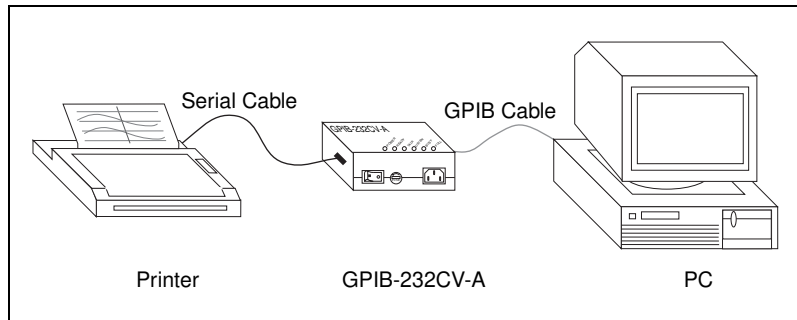 Serial Cable
GPIB Cable
GPIB-232CV-A
Printer
GPIB-232CV-A
PC